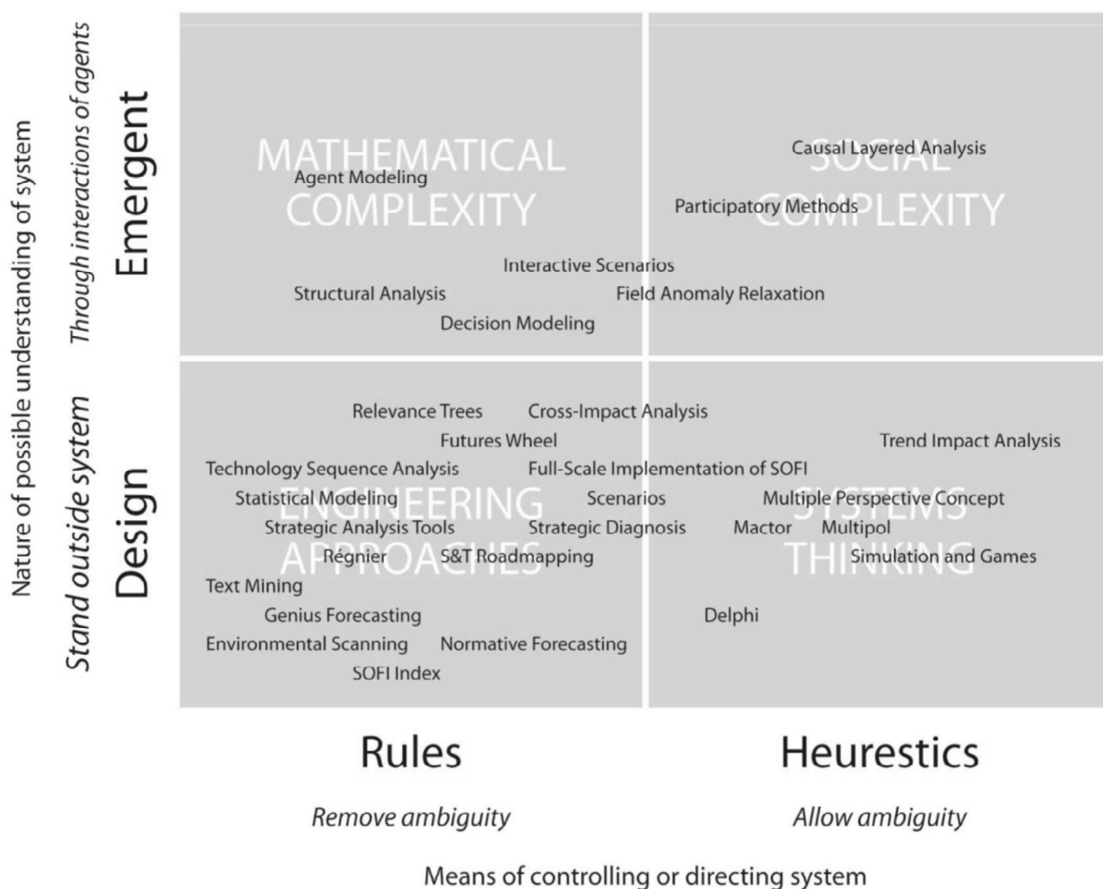 Nature of possible understanding of system
Through interactions of agents
Emergent
MATHEMATICAL
COMPLEXITY
Agent Modeling
Structural Analysis
Interactive Scenarios
Decision Modeling
SOCIAL
COMPLEXITY
Causal Layered Analysis
Participatory Methods
Field Anomaly Relaxation
Stand outside system
Design
ENGINEERING
APPROACHES
Relevance Trees
Cross-Impact Analysis
Futures Wheel
Technology Sequence Analysis
Full-Scale Implementation of SOFI
Statistical Modeling
Scenarios
Strategic Analysis Tools
Strategic Diagnosis
Régnier
S&T Roadmapping
Text Mining
Genius Forecasting
Environmental Scanning
Normative Forecasting
SOFI Index
SYSTEMS
THINKING
Trend Impact Analysis
Multiple Perspective Concept
Mactor
Multipol
Simulation and Games
Delphi
Rules
Heurestics
Remove ambiguity
Allow ambiguity
Means of controlling or directing system